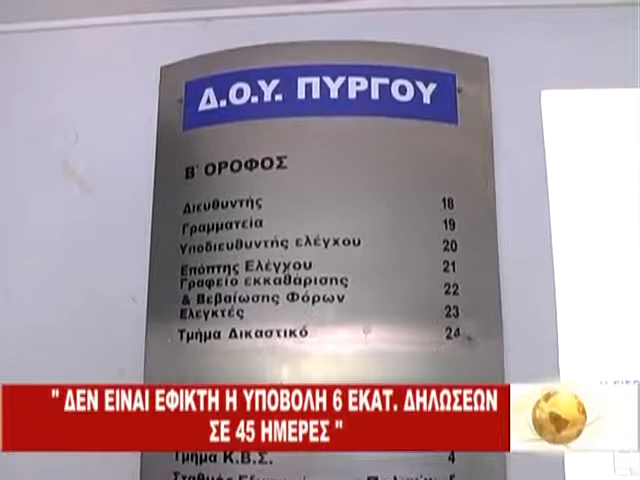 Δ.Ο.Υ. ΠΥΡΓΟΥ
Β' ΟΡΟΦΟΣ
Διευθυντής 18
Γραμματεία 19
Υποδιευθυντής ελέγχου 20
Επόπτης Ελέγχου 21
Γραφείο εκκαθάρισης
& Βεβαίωσης Φόρων 22
Ελεγκτές 23
Τμήμα Δικαστικό 24
" ΔΕΝ ΕΙΝΑΙ ΕΦΙΚΤΗ Η ΥΠΟΒΟΛΗ 6 ΕΚΑΤ. ΔΗΛΩΣΕΩΝ
ΣΕ 45 ΗΜΕΡΕΣ "
Τμήμα Κ.Β.Σ. 4